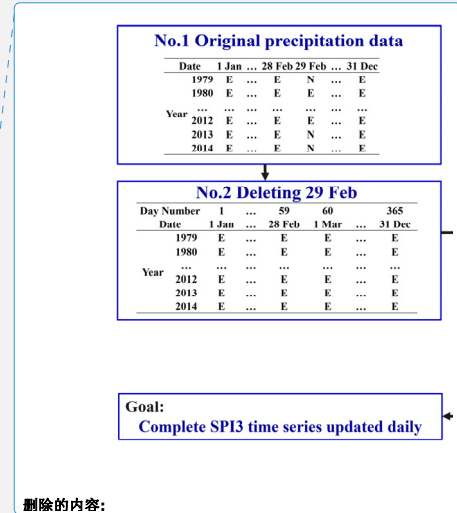 No.1 Original precipitation data
Date 1 Jan ... 28 Feb 29 Feb ... 31 Dec
1979 E ... E N ... E
1980 E ... E E ... E
... ... ... ... ... ... ...
Year
2012 E ... E E ... E
2013 E ... E N ... E
2014 E ... E N ... E
No.2 Deleting 29 Feb
Day Number 1 ... 59 60 365
Date 1 Jan ... 28 Feb 1 Mar ... 31 Dec
1979 E ... E E ... E
1980 E ... E E ... E
... ... ... ... ... ... ...
Year
2012 E ... E E ... E
2013 E ... E E ... E
2014 E ... E E ... E
Goal:
Complete SPI3 time series updated daily
删除的内容: